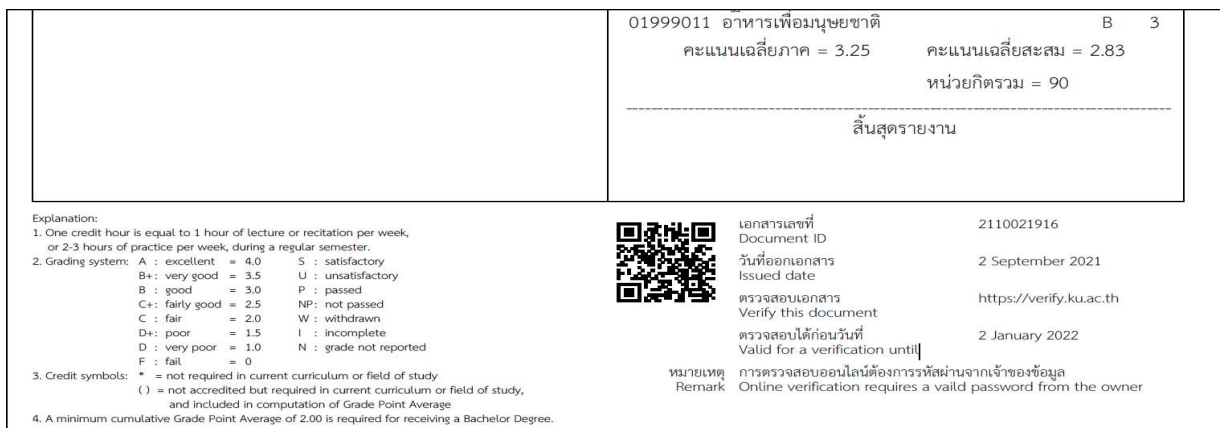 01999011 อาหารเพื่อมนุษยชาติ B 3
คะแนนเฉลี่ยภาค = 3.25 คะแนนเฉลี่ยสะสม = 2.83
หน่วยกิตรวม = 90
สิ้นสุดรายงาน
Explanation:
1. One credit hour is equal to 1 hour of lecture or recitation per week,
or 2-3 hours of practice per week, during a regular semester.
2. Grading system: A : excellent = 4.0 S : satisfactory
B+: very good = 3.5 U : unsatisfactory
B : good = 3.0 P : passed
C+: fairly good = 2.5 NP: not passed
C : fair = 2.0 W : withdrawn
D+: poor = 1.5 I : incomplete
D : very poor = 1.0 N : grade not reported
F : fail = 0
3. Credit symbols: * = not required in current curriculum or field of study
( ) = not accredited but required in current curriculum or field of study,
and included in computation of Grade Point Average
4. A minimum cumulative Grade Point Average of 2.00 is required for receiving a Bachelor Degree.
เอกสารเลขที่ 2110021916
Document ID
วันที่ออกเอกสาร 2 September 2021
Issued date
ตรวจสอบเอกสาร https://verify.ku.ac.th
Verify this document
ตรวจสอบได้ก่อนวันที่ 2 January 2022
Valid for a verification until
หมายเหตุ การตรวจสอบออนไลน์ต้องการรหัสผ่านจากเจ้าของข้อมูล
Remark Online verification requires a vaild password from the owner